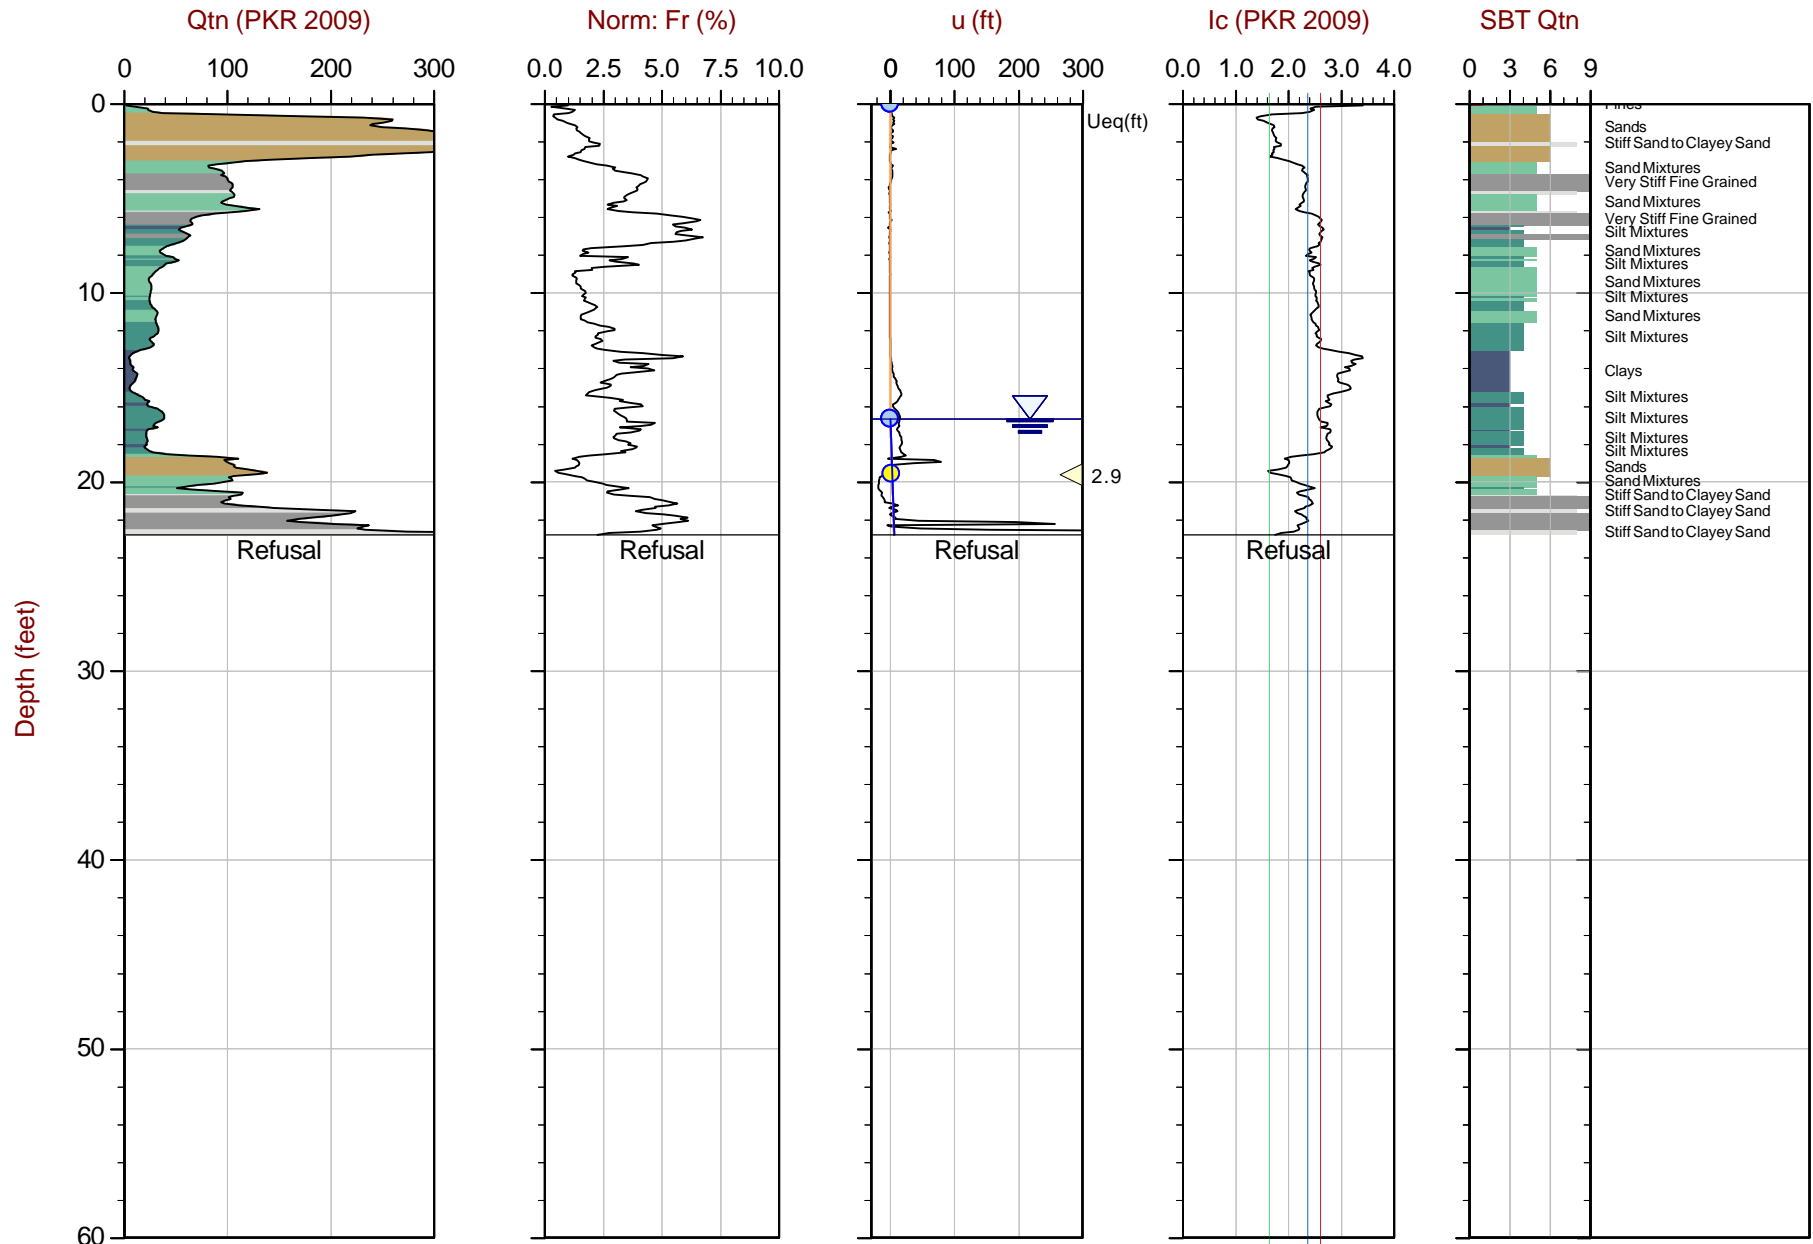 Qtn (PKR 2009) Norm: Fr (%) u (ft) Ic (PKR 2009) SBT Qtn
0 100 200 300 0.0 2.5 5.0 7.5 10.0 0 100 200 300 0.0 1.0 2.0 3.0 4.0 0 3 6 9
0
Ueq(ft)
Sands
Stiff Sand to Clayey Sand
Sand Mixtures
Very Stiff Fine Grained
Sand Mixtures
Very Stiff Fine Grained
Silt Mixtures
Sand Mixtures
Silt Mixtures
Sand Mixtures
10
Silt Mixtures
Sand Mixtures
Silt Mixtures
Clays
Silt Mixtures
Silt Mixtures
Silt Mixtures
Silt Mixtures
Sands
2.9
20
Sand Mixtures
Stiff Sand to Clayey Sand
Stiff Sand to Clayey Sand
Stiff Sand to Clayey Sand
Refusal Refusal Refusal Refusal
30
Depth (feet)
40
50
60